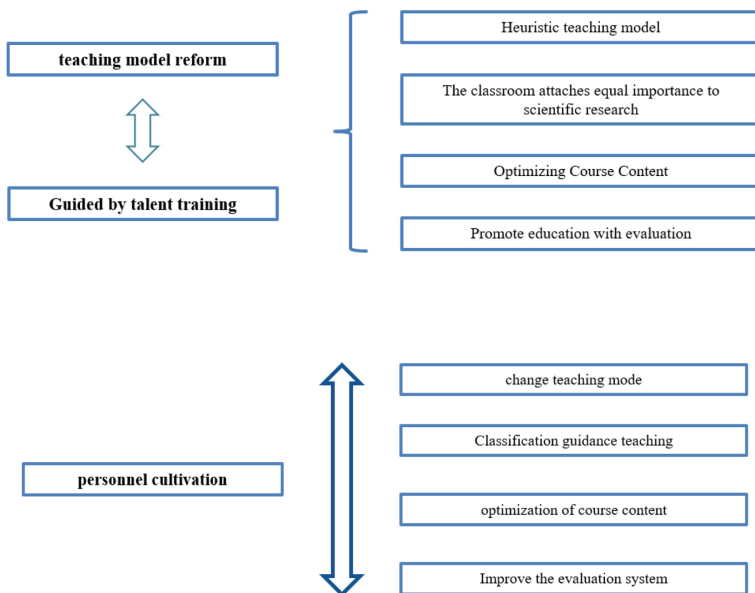 teaching model reform
Guided by talent training
Heuristic teaching model
The classroom attaches equal importance to
scientific research
Optimizing Course Content
Promote education with evaluation
personnel cultivation
change teaching mode
Classification guidance teaching
optimization of course content
Improve the evaluation system